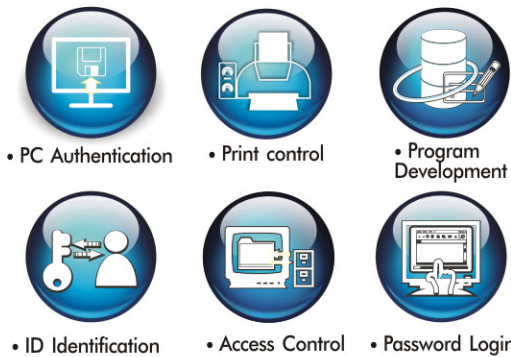 • PC Authentication
• Print control
• Program
Development
• ID Identification
• Access Control
• Password Login